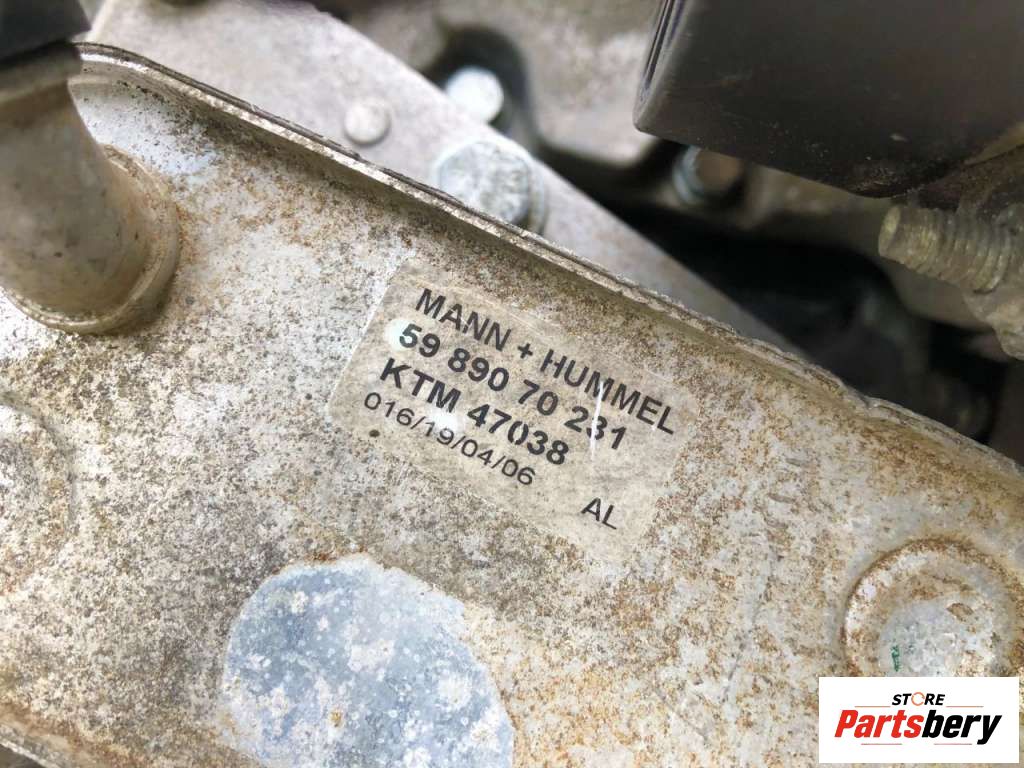 MANN + HUMMEL
59 890 70 231
KTM 47038
016/19/04/06
AL
STORE
Partsbery